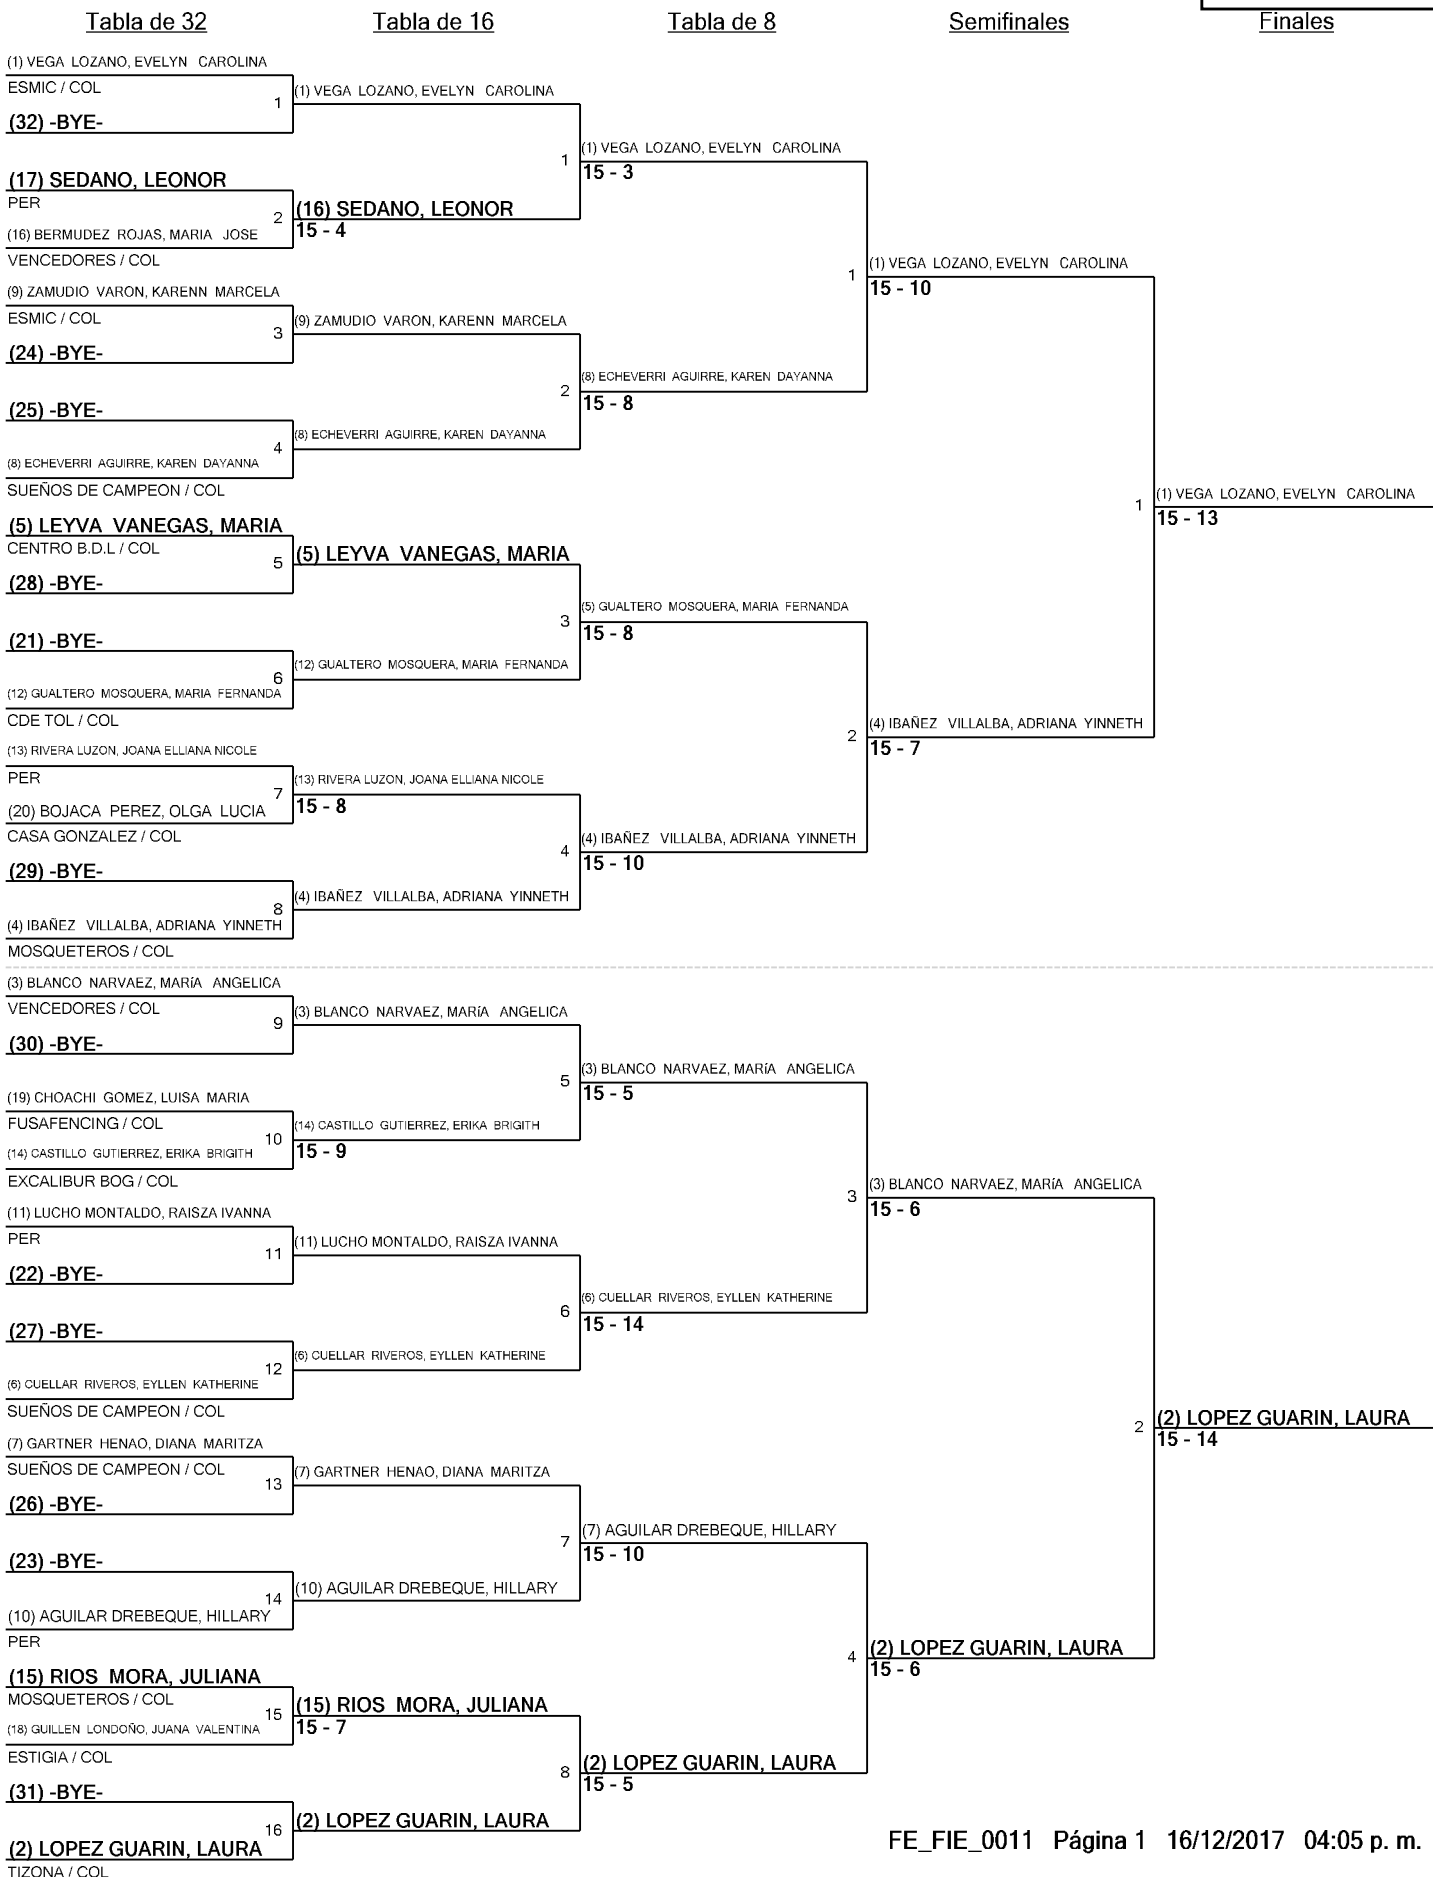 Tabla de 32
Tabla de 16
Tabla de 8
Semifinales
Finales
(1) VEGA LOZANO, EVELYN CAROLINA
ESMIC / COL
1
(32) -BYE-
(17) SEDANO, LEONOR
PER
2
(16) BERMUDEZ ROJAS, MARIA JOSE
VENCEDORES / COL
(9) ZAMUDIO VARON, KARENN MARCELA
ESMIC / COL
3
(24) -BYE-
(25) -BYE-
4
(8) ECHEVERRI AGUIRRE, KAREN DAYANNA
SUEÑOS DE CAMPEON / COL
(5) LEYVA VANEGAS, MARIA
CENTRO B.D.L / COL
5
(28) -BYE-
(21) -BYE-
6
(12) GUALTERO MOSQUERA, MARIA FERNANDA
CDE TOL / COL
(13) RIVERA LUZON, JOANA ELLIANA NICOLE
PER
7
(20) BOJACA PEREZ, OLGA LUCIA
CASA GONZALEZ / COL
(29) -BYE-
8
(4) IBAÑEZ VILLALBA, ADRIANA YINNETH
MOSQUETEROS / COL
(3) BLANCO NARVAEZ, MARíA ANGELICA
VENCEDORES / COL
9
(30) -BYE-
(19) CHOACHI GOMEZ, LUISA MARIA
FUSAFENCING / COL
10
(14) CASTILLO GUTIERREZ, ERIKA BRIGITH
EXCALIBUR BOG / COL
(11) LUCHO MONTALDO, RAISZA IVANNA
PER
11
(22) -BYE-
(27) -BYE-
12
(6) CUELLAR RIVEROS, EYLLEN KATHERINE
SUEÑOS DE CAMPEON / COL
(7) GARTNER HENAO, DIANA MARITZA
SUEÑOS DE CAMPEON / COL
13
(26) -BYE-
(23) -BYE-
14
(10) AGUILAR DREBEQUE, HILLARY
PER
(15) RIOS MORA, JULIANA
MOSQUETEROS / COL
15
(18) GUILLEN LONDOÑO, JUANA VALENTINA
ESTIGIA / COL
(31) -BYE-
16
(2) LOPEZ GUARIN, LAURA
TIZONA / COL
(1) VEGA LOZANO, EVELYN CAROLINA
1
(16) SEDANO, LEONOR
15 - 4
(9) ZAMUDIO VARON, KARENN MARCELA
2
(8) ECHEVERRI AGUIRRE, KAREN DAYANNA
(5) LEYVA VANEGAS, MARIA
3
(12) GUALTERO MOSQUERA, MARIA FERNANDA
(13) RIVERA LUZON, JOANA ELLIANA NICOLE
15 - 8
4
(4) IBAÑEZ VILLALBA, ADRIANA YINNETH
(3) BLANCO NARVAEZ, MARíA ANGELICA
5
(14) CASTILLO GUTIERREZ, ERIKA BRIGITH
15 - 9
(11) LUCHO MONTALDO, RAISZA IVANNA
6
(6) CUELLAR RIVEROS, EYLLEN KATHERINE
(7) GARTNER HENAO, DIANA MARITZA
7
(10) AGUILAR DREBEQUE, HILLARY
(15) RIOS MORA, JULIANA
15 - 7
8
(2) LOPEZ GUARIN, LAURA
(1) VEGA LOZANO, EVELYN CAROLINA
15 - 3
1
(8) ECHEVERRI AGUIRRE, KAREN DAYANNA
15 - 8
(5) GUALTERO MOSQUERA, MARIA FERNANDA
15 - 8
2
(4) IBAÑEZ VILLALBA, ADRIANA YINNETH
15 - 10
(3) BLANCO NARVAEZ, MARíA ANGELICA
15 - 5
3
(6) CUELLAR RIVEROS, EYLLEN KATHERINE
15 - 14
(7) AGUILAR DREBEQUE, HILLARY
15 - 10
4
(2) LOPEZ GUARIN, LAURA
15 - 5
(1) VEGA LOZANO, EVELYN CAROLINA
15 - 10
1
(4) IBAÑEZ VILLALBA, ADRIANA YINNETH
15 - 7
(3) BLANCO NARVAEZ, MARíA ANGELICA
15 - 6
2
(2) LOPEZ GUARIN, LAURA
15 - 6
(1) VEGA LOZANO, EVELYN CAROLINA
15 - 13
(2) LOPEZ GUARIN, LAURA
15 - 14
FE_FIE_0011 Página 1 16/12/2017 04:05 p. m.